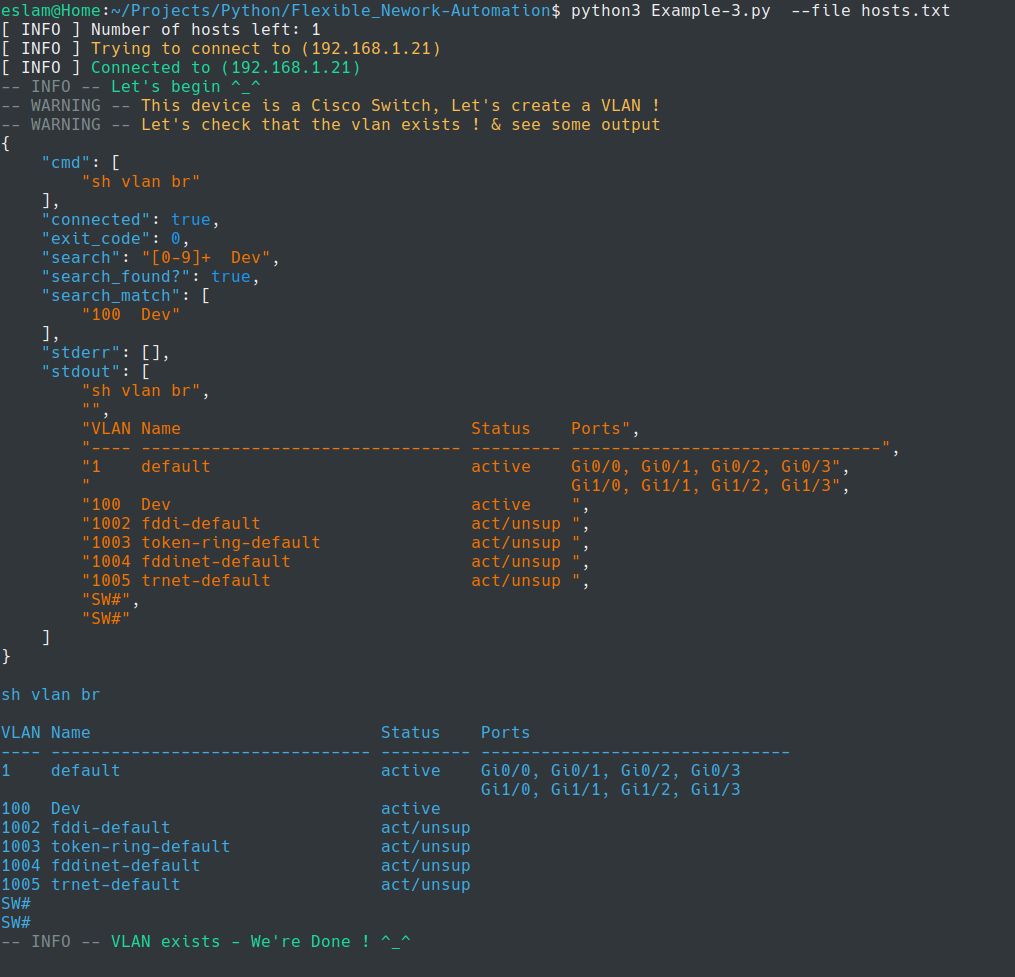 eslam@Home:~/Projects/Python/Flexible_Nework-Automation$ python3 Example-3.py  --file hosts.txt
[ INFO ] Number of hosts left: 1
[ INFO ] Trying to connect to (192.168.1.21)
[ INFO ] Connected to (192.168.1.21)
-- INFO -- Let's begin ^_^
-- WARNING -- This device is a Cisco Switch, Let's create a VLAN !
-- WARNING -- Let's check that the vlan exists ! & see some output
{
    "cmd": [
        "sh vlan br"
    ],
    "connected": true,
    "exit_code": 0,
    "search": "[0-9]+  Dev",
    "search_found?": true,
    "search_match": [
        "100  Dev"
    ],
    "stderr": [],
    "stdout": [
        "sh vlan br",
        "",
        "VLAN Name                             Status    Ports",
        "---- -------------------------------- --------- -------------------------------",
        "1    default                          active    Gi0/0, Gi0/1, Gi0/2, Gi0/3",
        "                                                Gi1/0, Gi1/1, Gi1/2, Gi1/3",
        "100  Dev                              active    ",
        "1002 fddi-default                     act/unsup ",
        "1003 token-ring-default               act/unsup ",
        "1004 fddinet-default                  act/unsup ",
        "1005 trnet-default                    act/unsup ",
        "SW#",
        "SW#"
    ]
}

sh vlan br

VLAN Name                             Status    Ports
---- -------------------------------- --------- -------------------------------
1    default                          active    Gi0/0, Gi0/1, Gi0/2, Gi0/3
                                                Gi1/0, Gi1/1, Gi1/2, Gi1/3
100  Dev                              active
1002 fddi-default                     act/unsup
1003 token-ring-default               act/unsup
1004 fddinet-default                  act/unsup
1005 trnet-default                    act/unsup
SW#
SW#
-- INFO -- VLAN exists - We're Done ! ^_^